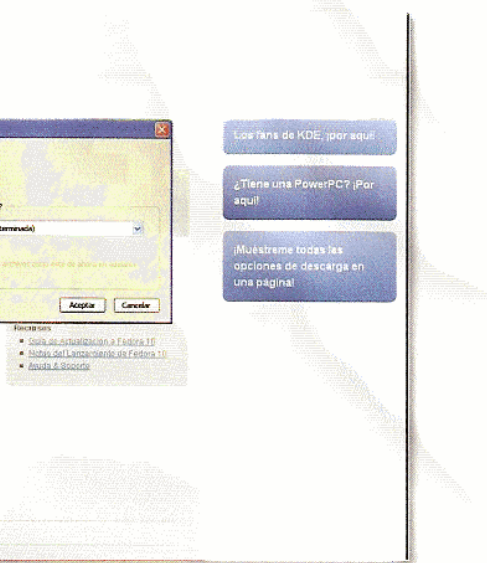 Los fans de KDE, ¡por aquí!
¿Tiene una PowerPC? ¡Por
aquí!
¡Muéstreme todas las
opciones de descarga en
una página!
?
terminada)
Aceptar Cancelar
Recursos
Guía de Actualización a Fedora 10
Notas del Lanzamiento de Fedora 10
Ayuda & Soporte